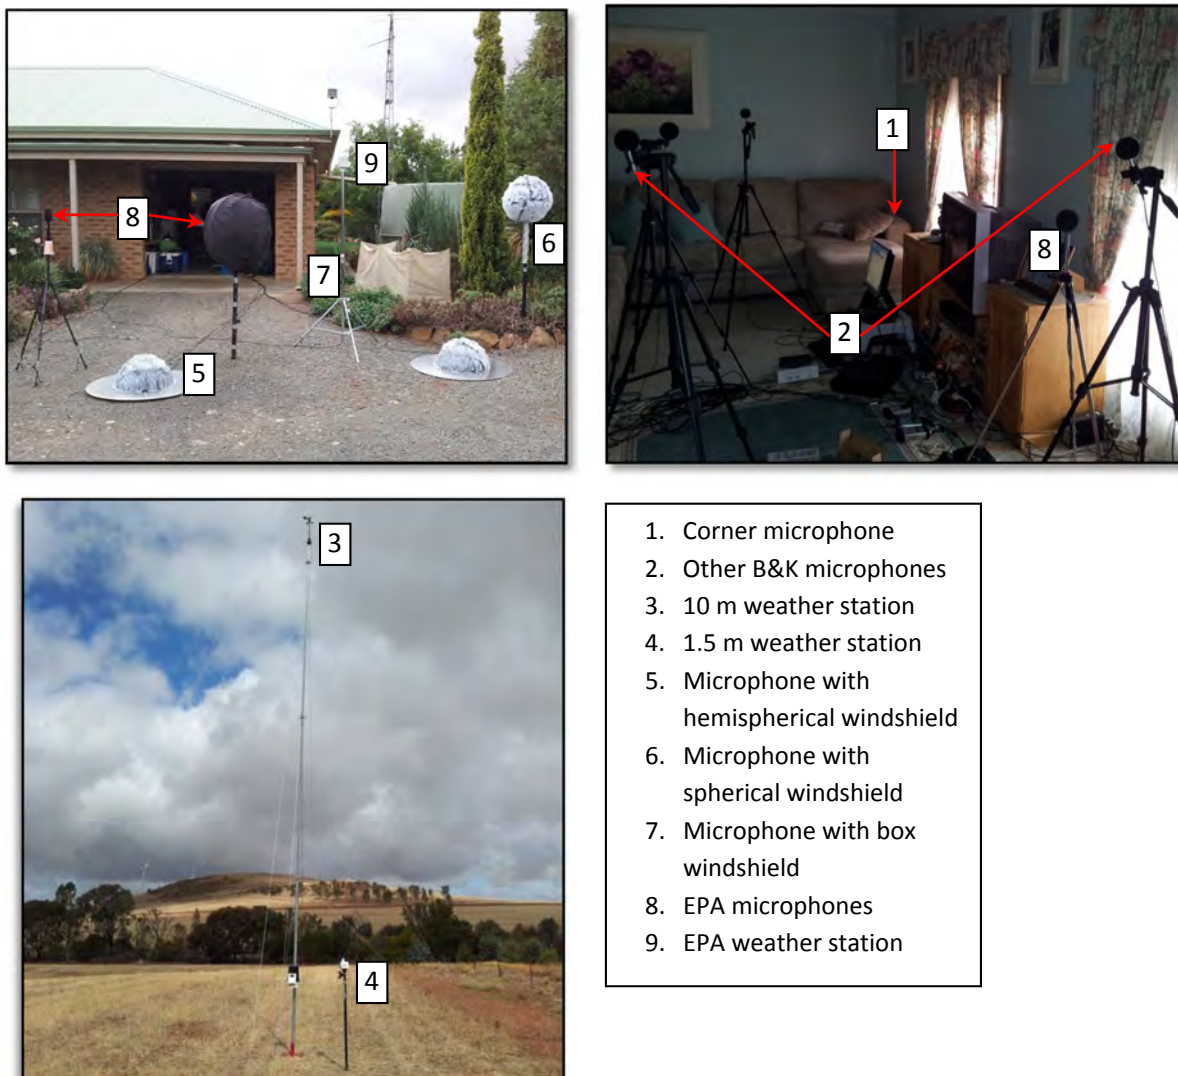 9
8
6
7
5
1
8
2
3
4
1. Corner microphone
2. Other B&K microphones
3. 10 m weather station
4. 1.5 m weather station
5. Microphone with
hemispherical windshield
6. Microphone with
spherical windshield
7. Microphone with box
windshield
8. EPA microphones
9. EPA weather station